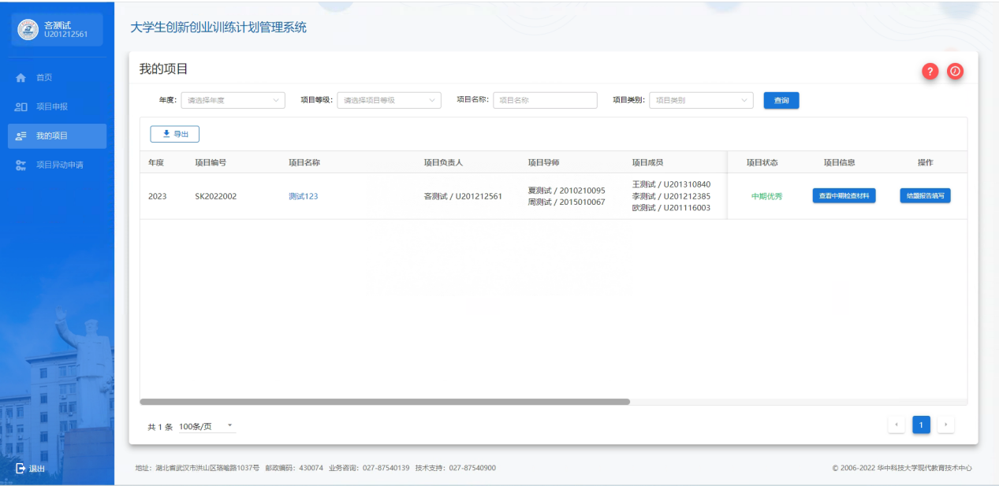 吝测试
U201212561
大学生创新创业训练计划管理系统
首页
项目申报
我的项目
项目异动申请
退出
我的项目
?
年度: 请选择年度 项目等级: 请选择项目等级 项目名称: 项目名称 项目类别: 项目类别 查询
导出
年度 项目编号 项目名称 项目负责人 项目导师 项目成员 项目状态 项目信息 操作
2023 SK2022002 测试123 吝测试 / U201212561
夏测试 / 2010210095
周测试 / 2015010067
王测试 / U201310840
李测试 / U201212385
欧测试 / U201116003
中期优秀 查看中期检查材料 结题报告填写
共 1 条 100条/页 1
地址: 湖北省武汉市洪山区珞喻路1037号 邮政编码: 430074 业务咨询: 027-87540139 技术支持: 027-87540900
© 2006-2022 华中科技大学现代教育技术中心